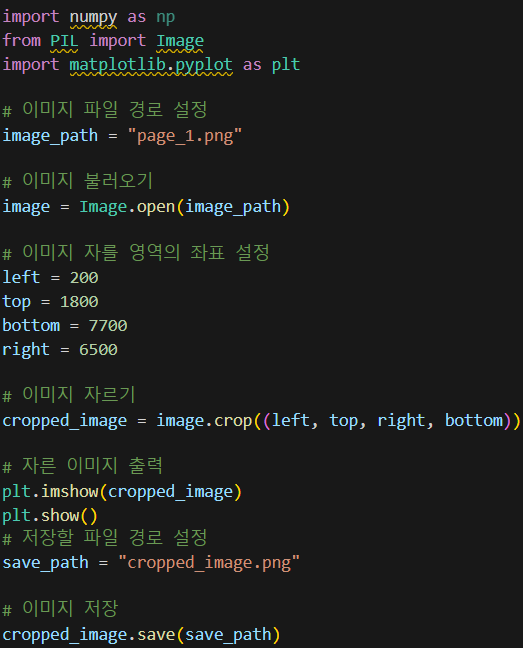 import numpy as np
from PIL import Image
import matplotlib.pyplot as plt
# 이미지 파일 경로 설정
image_path = "page_1.png"
# 이미지 불러오기
image = Image.open(image_path)
# 이미지 자를 영역의 좌표 설정
left = 200
top = 1800
bottom = 7700
right = 6500
# 이미지 자르기
cropped_image = image.crop((left, top, right, bottom))
# 자른 이미지 출력
plt.imshow(cropped_image)
plt.show()
# 저장할 파일 경로 설정
save_path = "cropped_image.png"
# 이미지 저장
cropped_image.save(save_path)